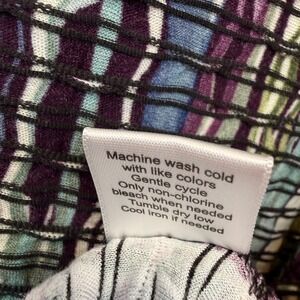 Machine wash cold
with like colors
Gentle cycle
Only non-chlorine
bleach when needed
Tumble dry low
Cool iron if needed